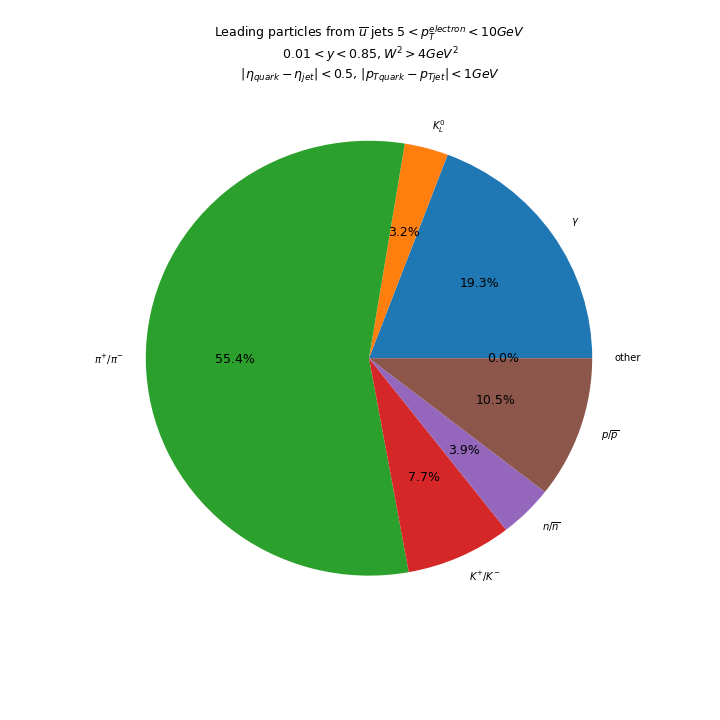 Leading particles from u̅ jets 5 < p_T^electron < 10GeV
0.01 < y < 0.85, W² > 4GeV²
|η_quark − η_jet| < 0.5, |p_Tquark − p_Tjet| < 1GeV
K_L^0
γ
3.2%
19.3%
π⁺/π⁻
55.4%
0.0%
other
10.5%
p/p̅
3.9%
7.7%
n/n̅
K⁺/K⁻